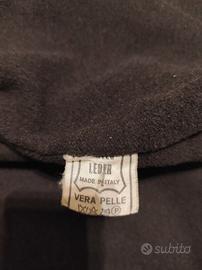 LEDER
MADE IN ITALY
VERA PELLE
subito